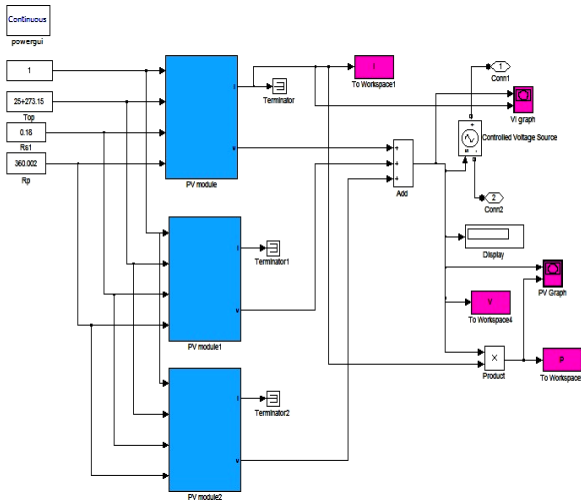 Continuous
powergui
1
25+273.15
Top
0.18
Rs1
360.002
Rp
I
v
PV module
Terminator
I
To Workspace1
1
Conn1
VI graph
Controlled Voltage Source
2
Conn2
+
+
+
Add
Display
PV Graph
V
To Workspace4
×
Product
p
To Workspace
I
v
PV module1
Terminator1
I
v
PV module2
Terminator2